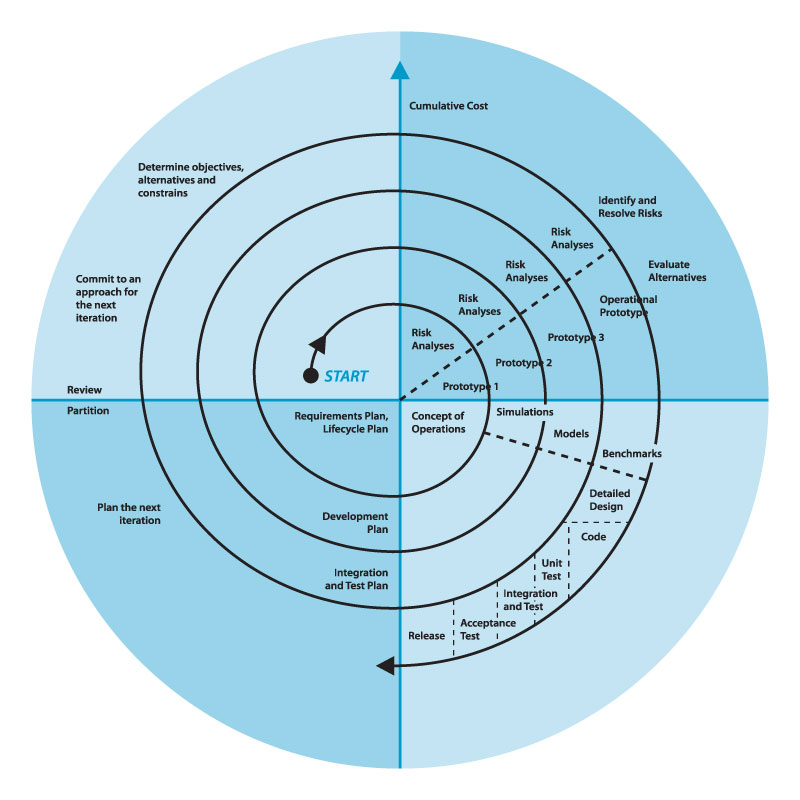 Cumulative Cost
Determine objectives,
alternatives and
constrains
Identify and
Resolve Risks
Commit to an
approach for
the next
iteration
Risk
Analyses
Evaluate
Alternatives
Risk
Analyses
Operational
Prototype
Risk
Analyses
Prototype 3
Risk
Analyses
Prototype 2
START
Prototype 1
Review
Partition
Requirements Plan,
Lifecycle Plan
Concept of
Operations
Simulations
Models
Benchmarks
Plan the next
iteration
Development
Plan
Detailed
Design
Code
Integration
and Test Plan
Unit
Test
Integration
and Test
Acceptance
Test
Release